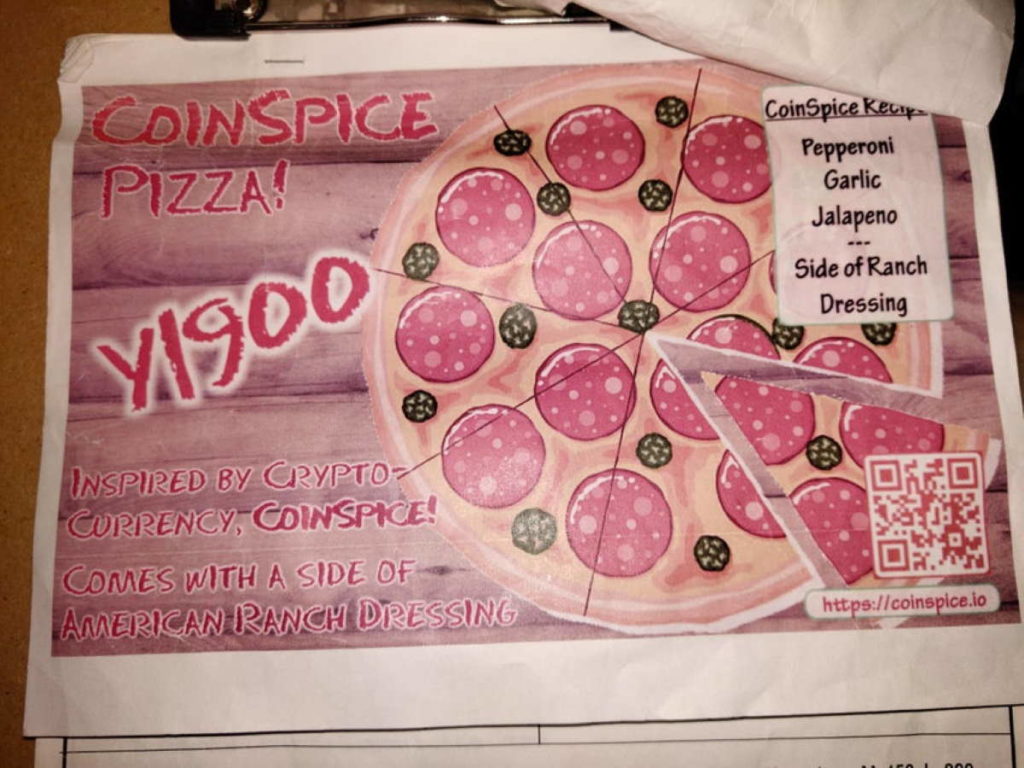 COINSPICE
PIZZA!
Y1900
INSPIRED BY CRYPTO-
CURRENCY, COINSPICE!
COMES WITH A SIDE OF
AMERICAN RANCH DRESSING
CoinSpice Recipe
Pepperoni
Garlic
Jalapeno
---
Side of Ranch
Dressing
https://coinspice.io